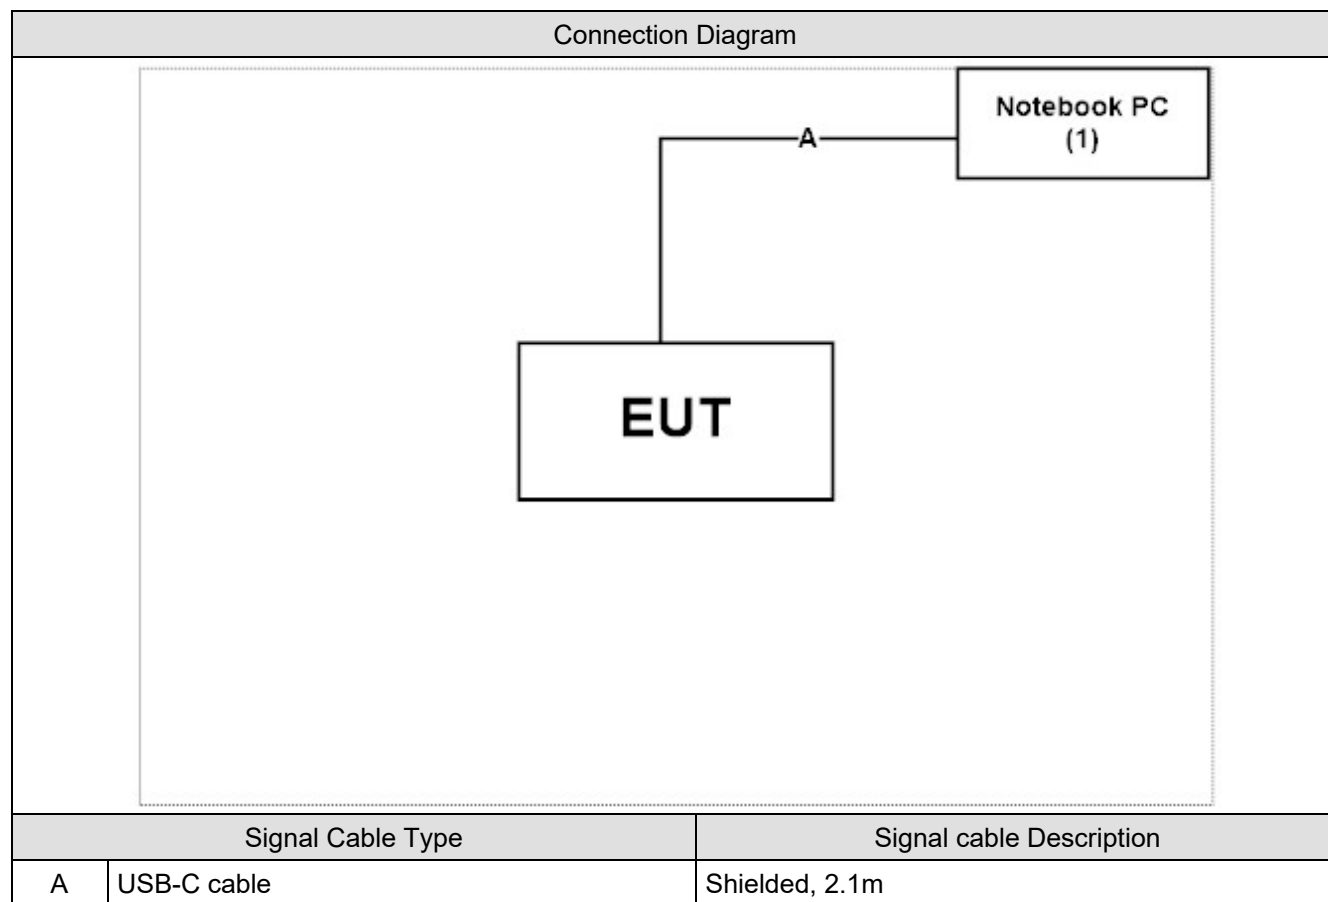 Connection Diagram
Notebook PC
(1)
A
EUT
Signal Cable Type Signal cable Description
A USB-C cable Shielded, 2.1m